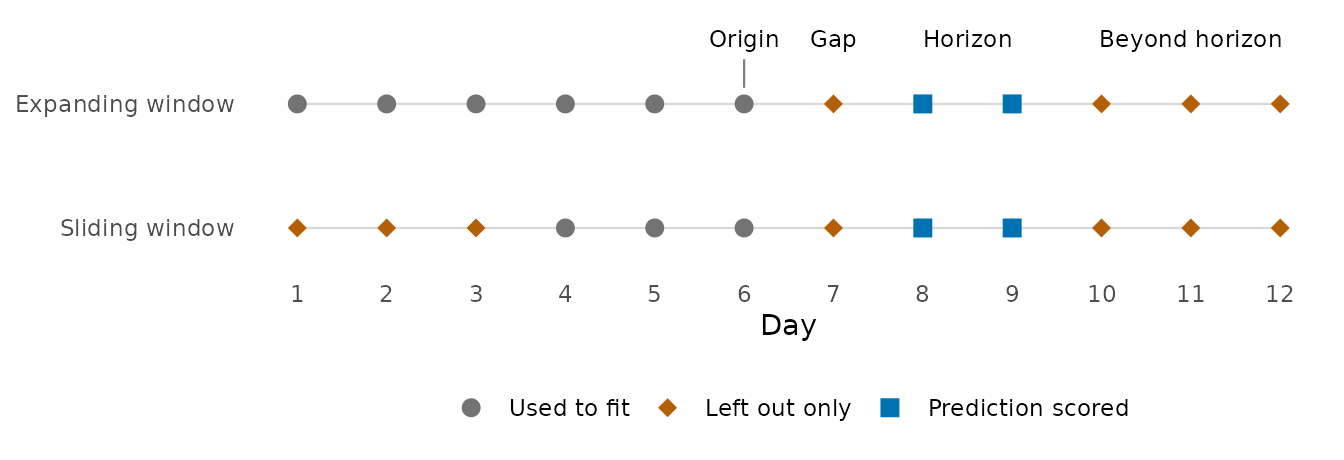 Origin Gap Horizon Beyond horizon
Expanding window
Sliding window
1 2 3 4 5 6 7 8 9 10 11 12
Day
Used to fit Left out only Prediction scored